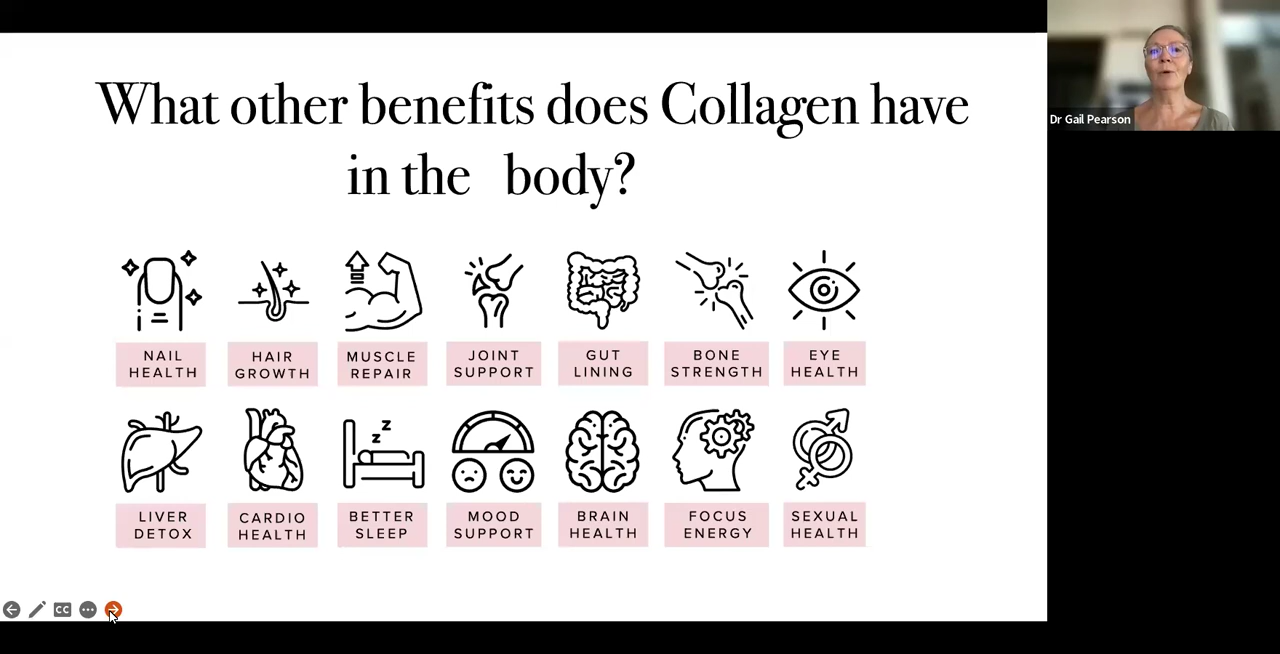 What other benefits does Collagen have
in the body?
Dr Gail Pearson
NAIL
HEALTH
HAIR
GROWTH
MUSCLE
REPAIR
JOINT
SUPPORT
GUT
LINING
BONE
STRENGTH
EYE
HEALTH
z
z
LIVER
DETOX
CARDIO
HEALTH
BETTER
SLEEP
MOOD
SUPPORT
BRAIN
HEALTH
FOCUS
ENERGY
SEXUAL
HEALTH
CC